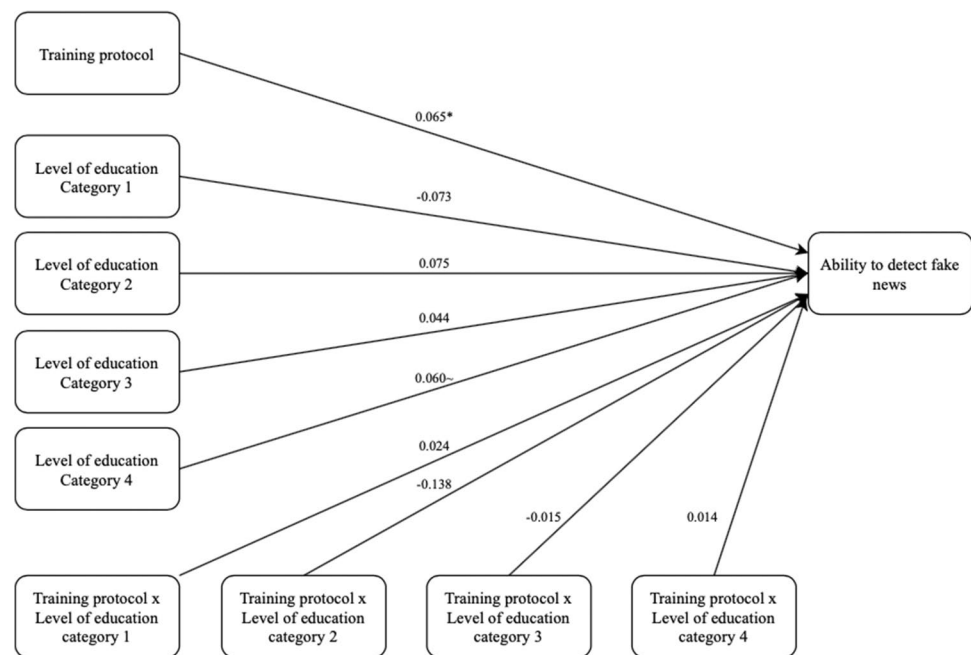 Training protocol
0.065*
Level of education
Category 1
-0.073
Level of education
Category 2
0.075
Ability to detect fake
news
Level of education
Category 3
0.044
Level of education
Category 4
0.060~
0.024
-0.138
-0.015
0.014
Training protocol x
Level of education
category 1
Training protocol x
Level of education
category 2
Training protocol x
Level of education
category 3
Training protocol x
Level of education
category 4